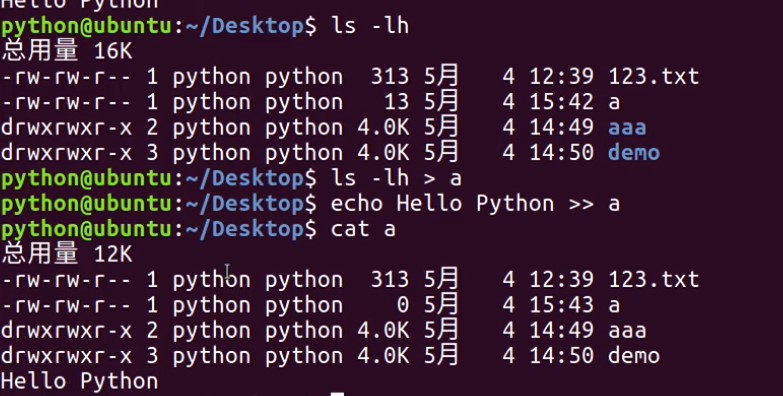 Hello Python
python@ubuntu:~/Desktop$ ls -lh
总用量 16K
-rw-rw-r-- 1 python python  313 5月   4 12:39 123.txt
-rw-rw-r-- 1 python python   13 5月   4 15:42 a
drwxrwxr-x 2 python python 4.0K 5月   4 14:49 aaa
drwxrwxr-x 3 python python 4.0K 5月   4 14:50 demo
python@ubuntu:~/Desktop$ ls -lh > a
python@ubuntu:~/Desktop$ echo Hello Python >> a
python@ubuntu:~/Desktop$ cat a
总用量 12K
-rw-rw-r-- 1 python python  313 5月   4 12:39 123.txt
-rw-rw-r-- 1 python python    0 5月   4 15:43 a
drwxrwxr-x 2 python python 4.0K 5月   4 14:49 aaa
drwxrwxr-x 3 python python 4.0K 5月   4 14:50 demo
Hello Python